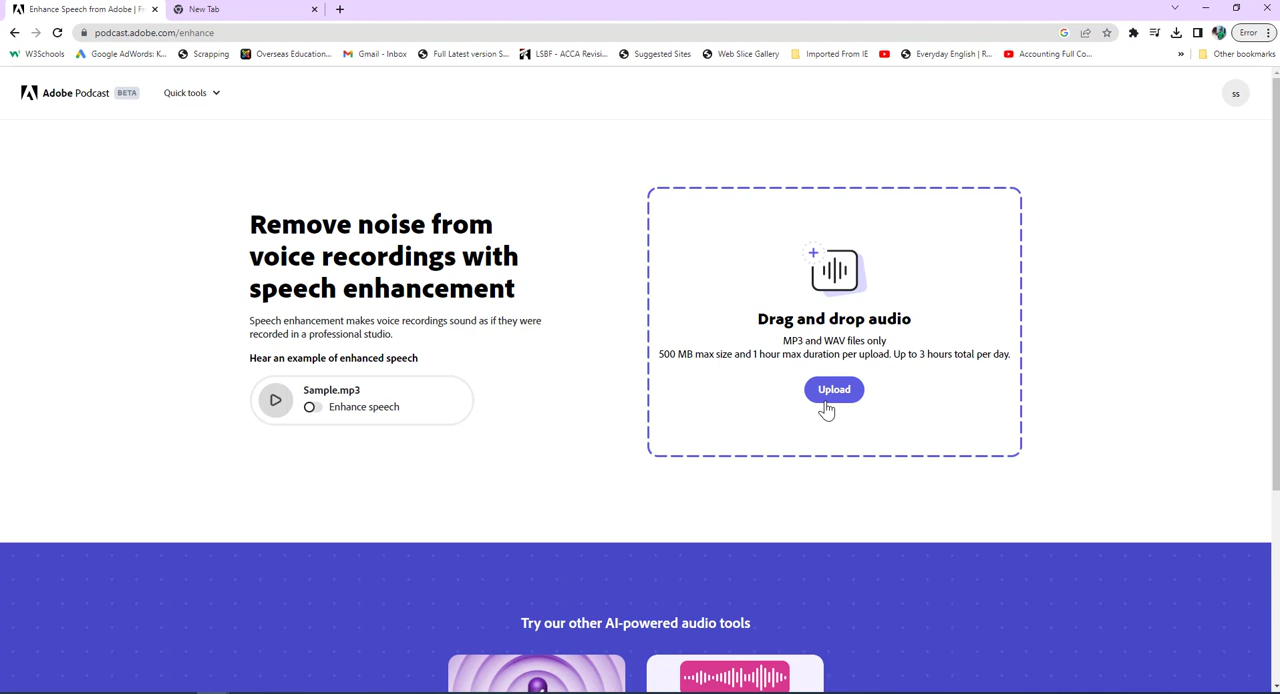 Enhance Speech from Adobe | Fr
New Tab
podcast.adobe.com/enhance
Error
W3Schools
Google AdWords: K...
Scrapping
Overseas Education...
Gmail - Inbox
Full Latest version S...
LSBF - ACCA Revisi...
Suggested Sites
Web Slice Gallery
Imported From IE
Everyday English | R...
Accounting Full Co...
»
Other bookmarks
Adobe Podcast BETA
Quick tools
ss
Remove noise from
voice recordings with
speech enhancement
Speech enhancement makes voice recordings sound as if they were
recorded in a professional studio.
Hear an example of enhanced speech
Sample.mp3
Enhance speech
Drag and drop audio
MP3 and WAV files only
500 MB max size and 1 hour max duration per upload. Up to 3 hours total per day.
Upload
Try our other AI-powered audio tools